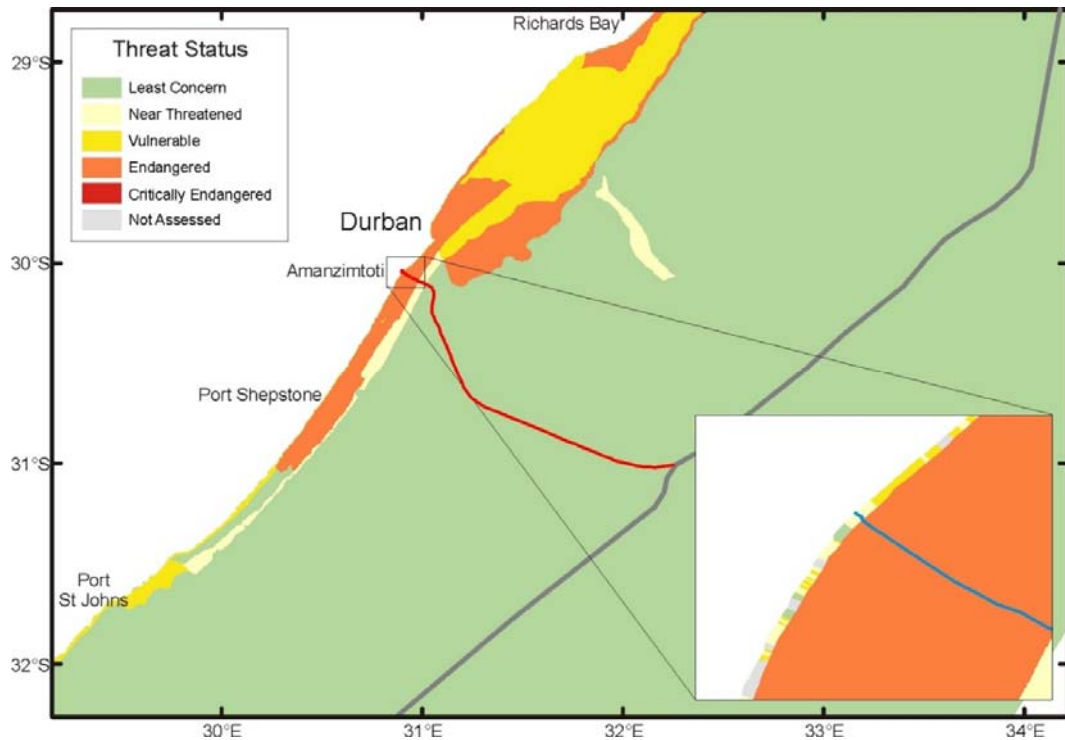 Richards Bay
29°S
Threat Status
Least Concern
Near Threatened
Vulnerable
Endangered
Critically Endangered
Not Assessed
Durban
30°S
Amanzimtoti
Port Shepstone
31°S
Port
St Johns
32°S
30°E
31°E
32°E
33°E
34°E